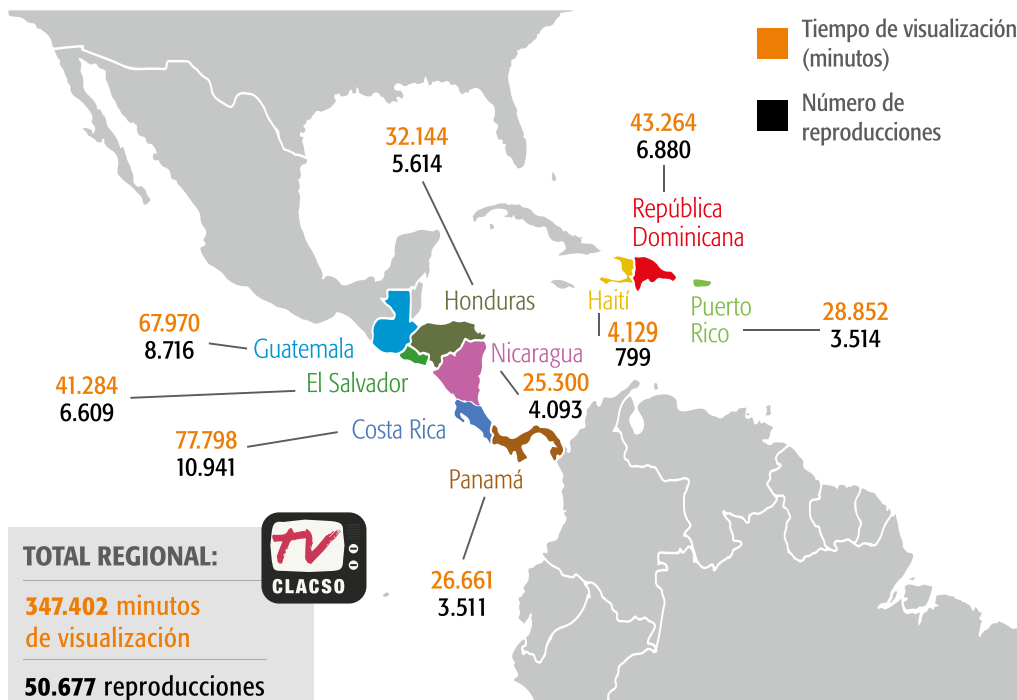 Tiempo de visualización
(minutos)
Número de
reproducciones
32.144
5.614
Honduras
43.264
6.880
República
Dominicana
Haití
4.129
799
Puerto
Rico
28.852
3.514
67.970
8.716
Guatemala
Nicaragua
25.300
4.093
41.284
6.609
El Salvador
77.798
10.941
Costa Rica
Panamá
26.661
3.511
TOTAL REGIONAL:
347.402 minutos
de visualización
50.677 reproducciones
TV
CLACSO